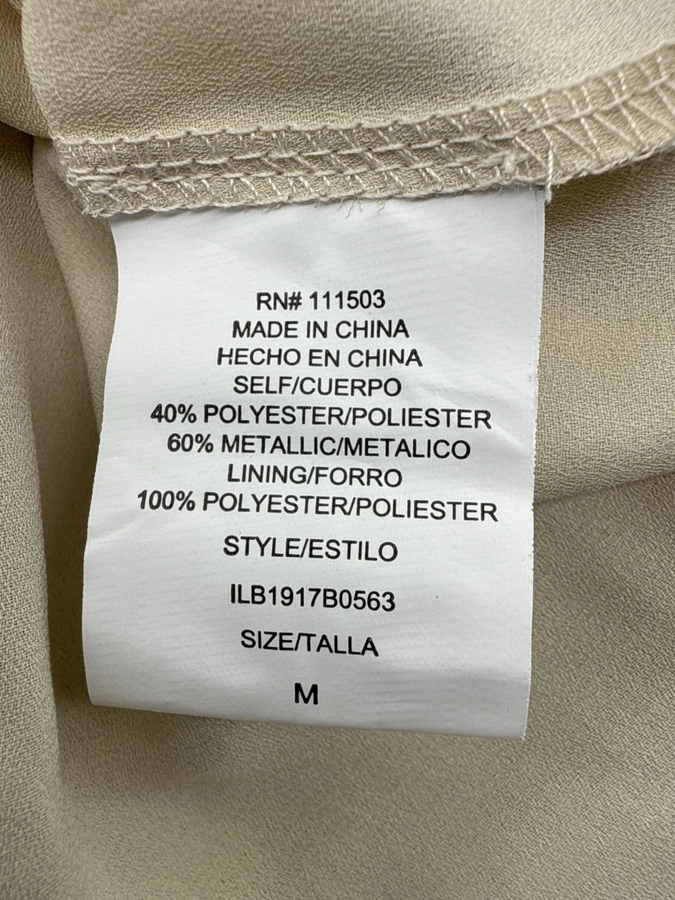 RN# 111503
MADE IN CHINA
HECHO EN CHINA
SELF/CUERPO
40% POLYESTER/POLIESTER
60% METALLIC/METALICO
LINING/FORRO
100% POLYESTER/POLIESTER
STYLE/ESTILO
ILB1917B0563
SIZE/TALLA
M